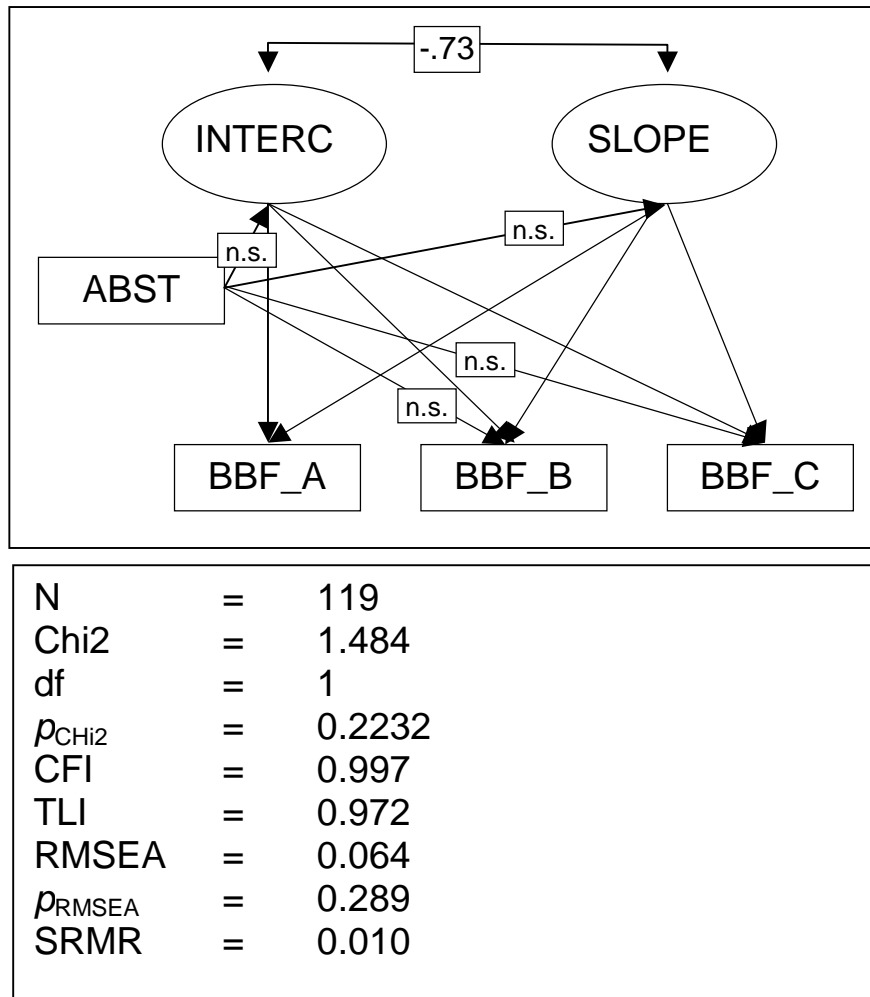 -.73
INTERC SLOPE
n.s. n.s.
ABST
n.s.
n.s.
BBF_A BBF_B BBF_C
N = 119
Chi2 = 1.484
df = 1
pCHi2 = 0.2232
CFI = 0.997
TLI = 0.972
RMSEA = 0.064
pRMSEA = 0.289
SRMR = 0.010